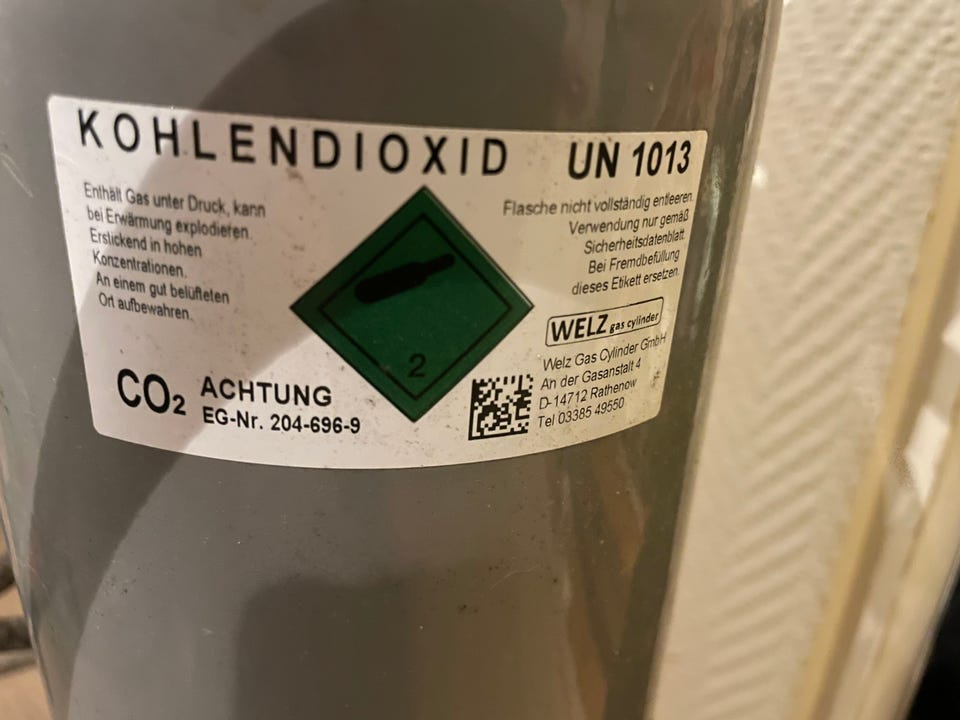 KOHLENDIOXID
UN 1013
Enthält Gas unter Druck, kann
bei Erwärmung explodieren.
Erstickend in hohen
Konzentrationen.
An einem gut belüfteten
Ort aufbewahren.
Flasche nicht vollständig entleeren.
Verwendung nur gemäß
Sicherheitsdatenblatt.
Bei Fremdbefüllung
dieses Etikett ersetzen.
2
WELZ gas cylinder
Welz Gas Cylinder GmbH
An der Gasanstalt 4
D-14712 Rathenow
Tel 03385 49550
CO₂ ACHTUNG
EG-Nr. 204-696-9